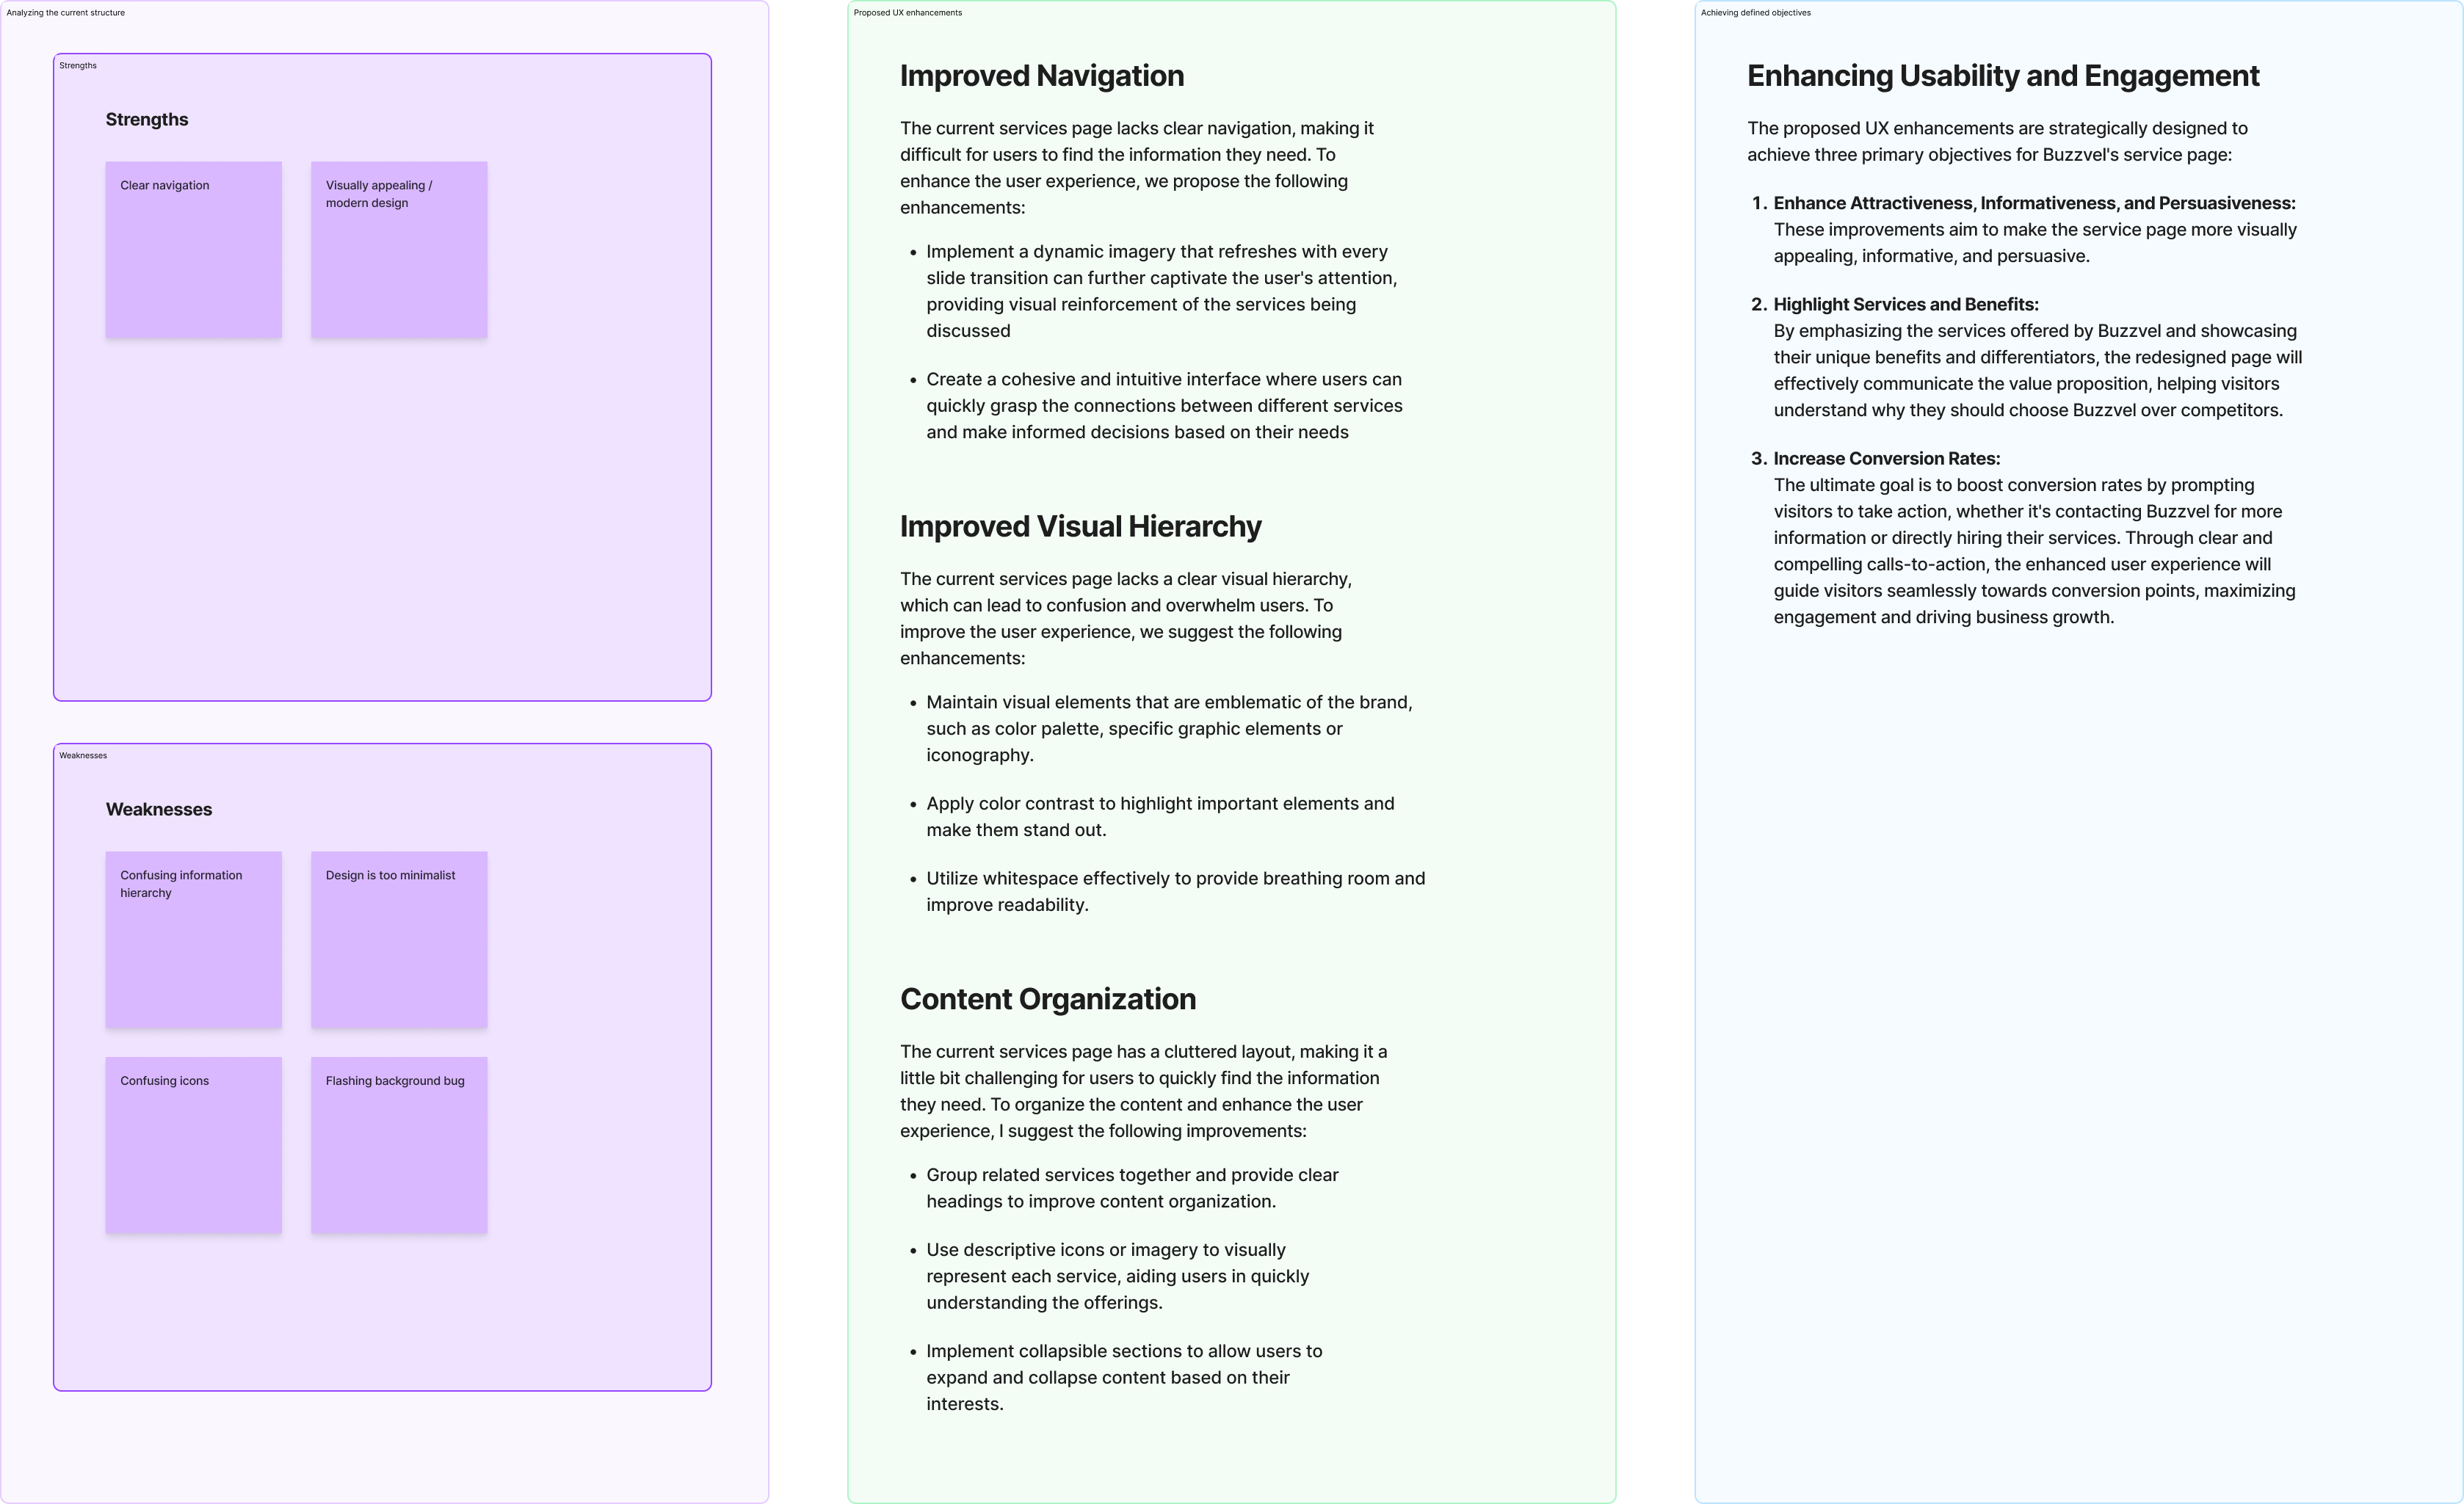 Analyzing the current structure
Strengths
Strengths
Clear navigation
Visually appealing /
modern design
Weaknesses
Weaknesses
Confusing information
hierarchy
Design is too minimalist
Confusing icons
Flashing background bug
Proposed UX enhancements
Improved Navigation
The current services page lacks clear navigation, making it
difficult for users to find the information they need. To
enhance the user experience, we propose the following
enhancements:
• Implement a dynamic imagery that refreshes with every
slide transition can further captivate the user's attention,
providing visual reinforcement of the services being
discussed
• Create a cohesive and intuitive interface where users can
quickly grasp the connections between different services
and make informed decisions based on their needs
Improved Visual Hierarchy
The current services page lacks a clear visual hierarchy,
which can lead to confusion and overwhelm users. To
improve the user experience, we suggest the following
enhancements:
• Maintain visual elements that are emblematic of the brand,
such as color palette, specific graphic elements or
iconography.
• Apply color contrast to highlight important elements and
make them stand out.
• Utilize whitespace effectively to provide breathing room and
improve readability.
Content Organization
The current services page has a cluttered layout, making it a
little bit challenging for users to quickly find the information
they need. To organize the content and enhance the user
experience, I suggest the following improvements:
• Group related services together and provide clear
headings to improve content organization.
• Use descriptive icons or imagery to visually
represent each service, aiding users in quickly
understanding the offerings.
• Implement collapsible sections to allow users to
expand and collapse content based on their
interests.
Achieving defined objectives
Enhancing Usability and Engagement
The proposed UX enhancements are strategically designed to
achieve three primary objectives for Buzzvel's service page:
1. Enhance Attractiveness, Informativeness, and Persuasiveness:
These improvements aim to make the service page more visually
appealing, informative, and persuasive.
2. Highlight Services and Benefits:
By emphasizing the services offered by Buzzvel and showcasing
their unique benefits and differentiators, the redesigned page will
effectively communicate the value proposition, helping visitors
understand why they should choose Buzzvel over competitors.
3. Increase Conversion Rates:
The ultimate goal is to boost conversion rates by prompting
visitors to take action, whether it's contacting Buzzvel for more
information or directly hiring their services. Through clear and
compelling calls-to-action, the enhanced user experience will
guide visitors seamlessly towards conversion points, maximizing
engagement and driving business growth.